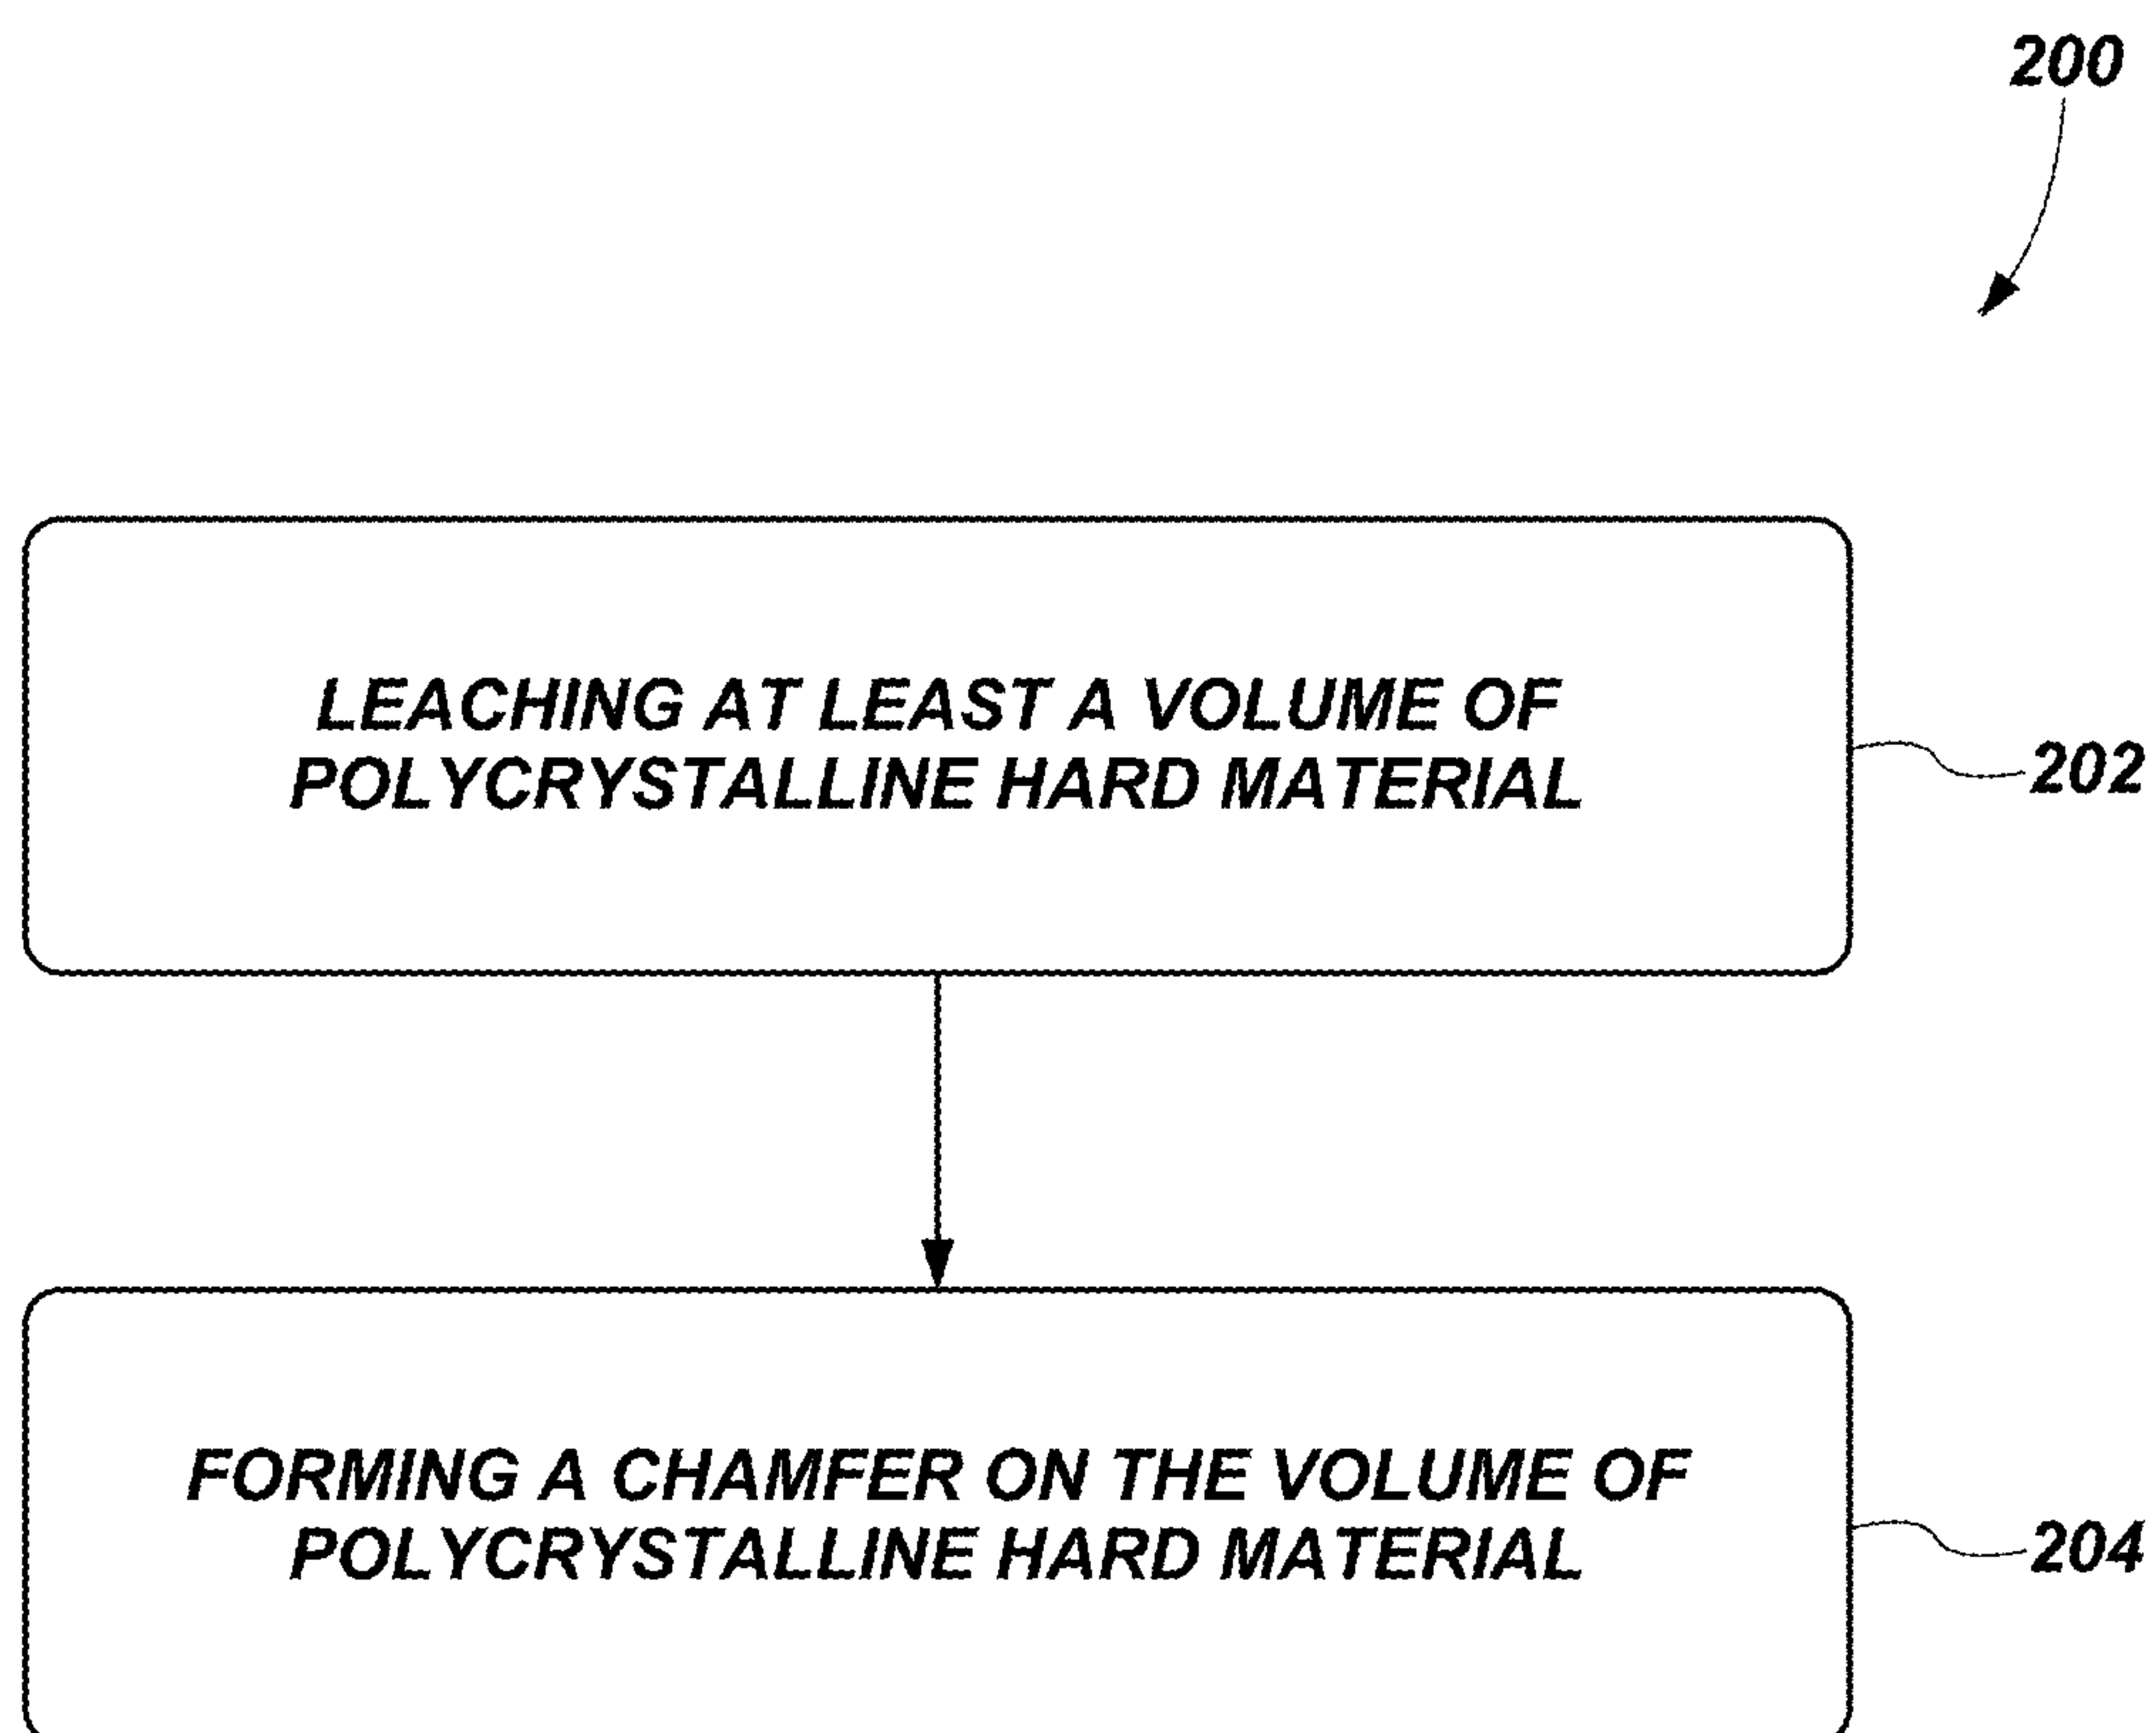 200
LEACHING AT LEAST A VOLUME OF
POLYCRYSTALLINE HARD MATERIAL
202
FORMING A CHAMFER ON THE VOLUME OF
POLYCRYSTALLINE HARD MATERIAL
204